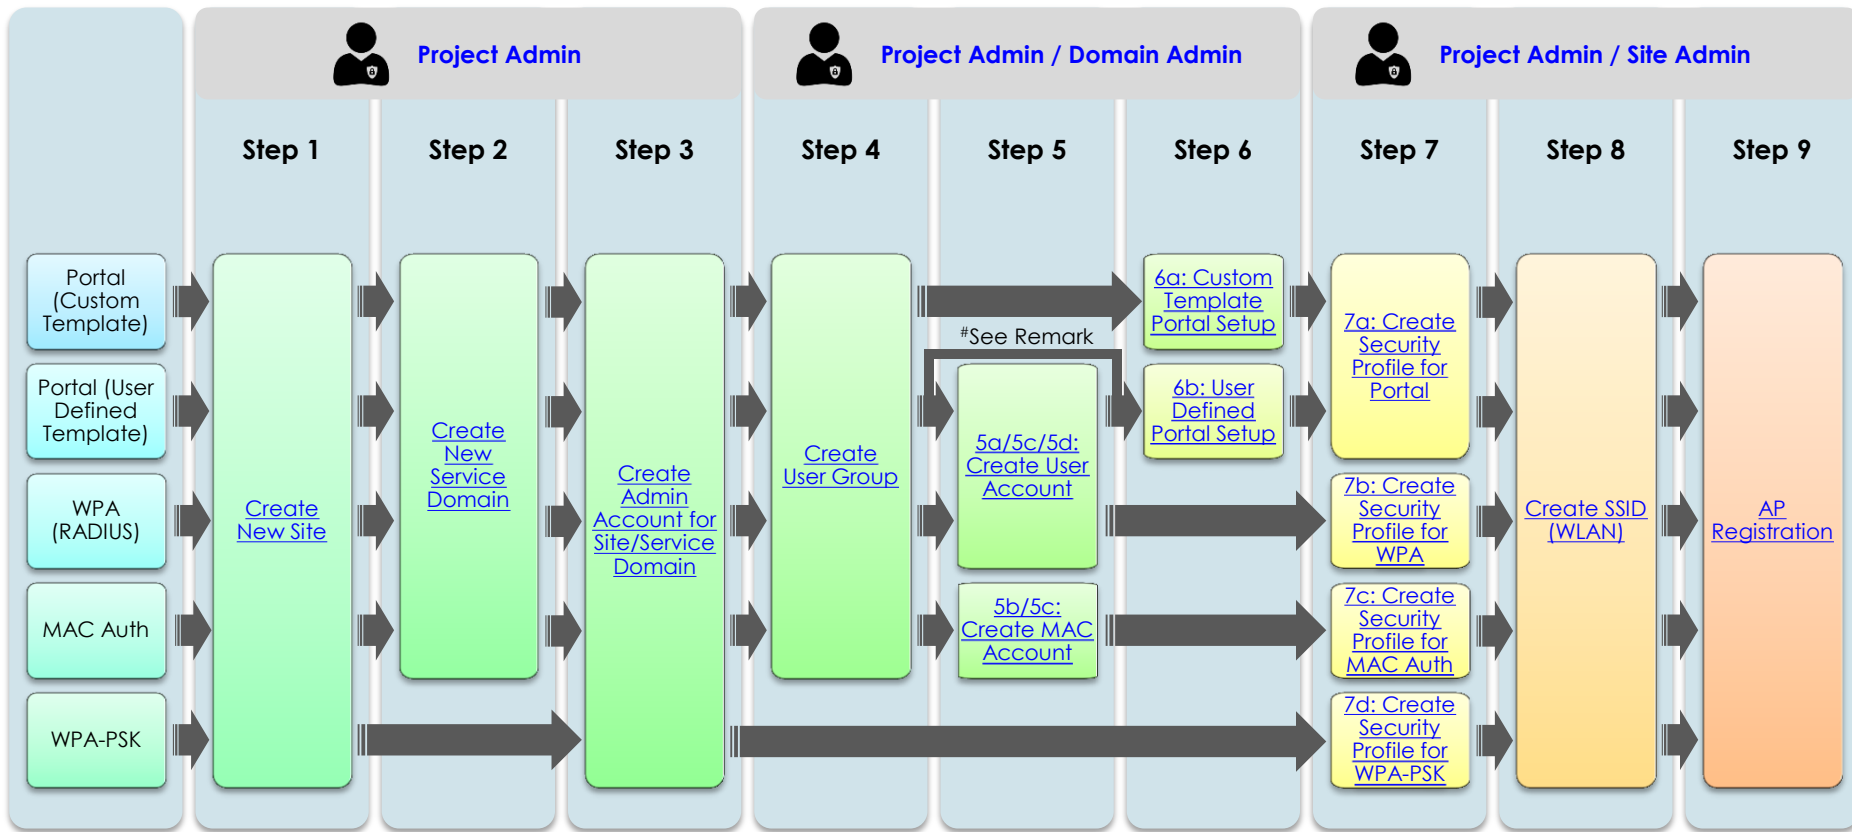 Project Admin
Project Admin / Domain Admin
Project Admin / Site Admin
Step 1
Step 2
Step 3
Step 4
Step 5
Step 6
Step 7
Step 8
Step 9
Portal
(Custom
Template)
Portal (User
Defined
Template)
WPA
(RADIUS)
MAC Auth
WPA-PSK
Create
New Site
Create
New
Service
Domain
Create
Admin
Account for
Site/Service
Domain
Create
User Group
#See Remark
5a/5c/5d:
Create User
Account
5b/5c:
Create MAC
Account
6a: Custom
Template
Portal Setup
6b: User
Defined
Portal Setup
7a: Create
Security
Profile for
Portal
7b: Create
Security
Profile for
WPA
7c: Create
Security
Profile for
MAC Auth
7d: Create
Security
Profile for
WPA-PSK
Create SSID
(WLAN)
AP
Registration